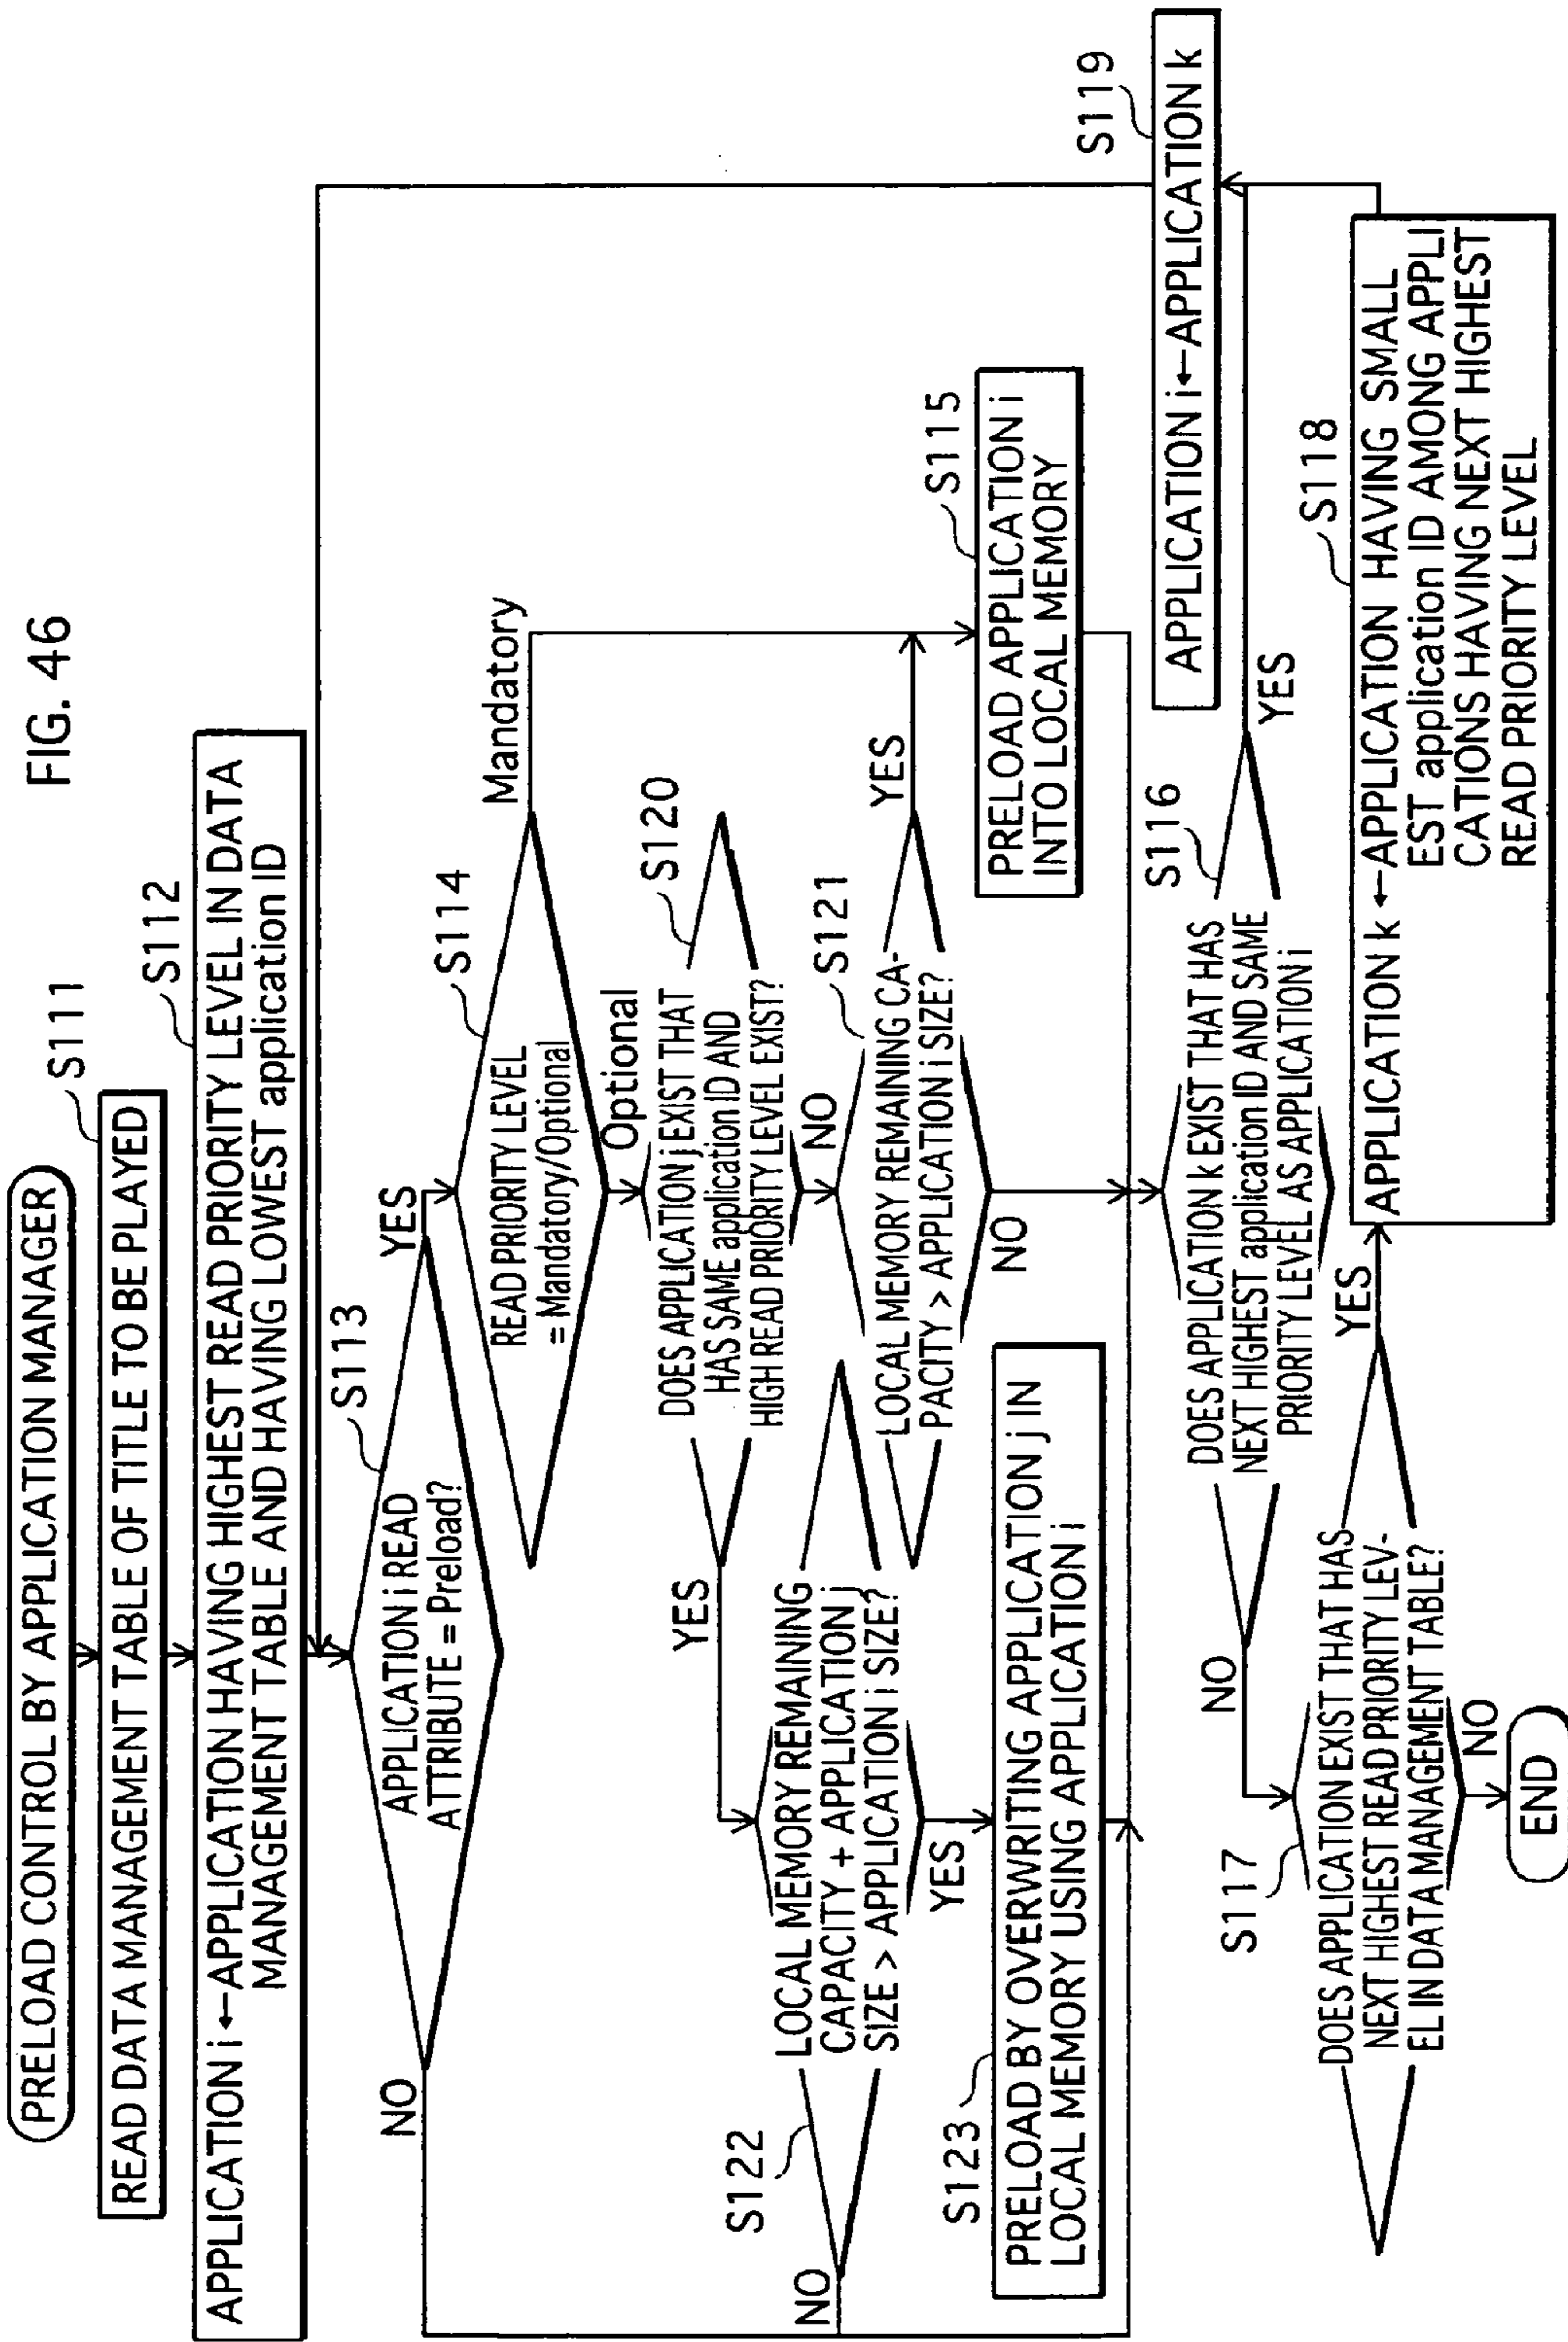 FIG. 46
PRELOAD CONTROL BY APPLICATION MANAGER
S111
READ DATA MANAGEMENT TABLE OF TITLE TO BE PLAYED
S112
APPLICATION i ←APPLICATION HAVING HIGHEST READ PRIORITY LEVEL IN DATA
MANAGEMENT TABLE AND HAVING LOWEST application ID
S113
APPLICATION i READ
ATTRIBUTE = Preload?
NO
YES
S114
READ PRIORITY LEVEL
= Mandatory/Optional
Mandatory
Optional
S120
DOES APPLICATION j EXIST THAT
HAS SAME application ID AND
HIGH READ PRIORITY LEVEL EXIST?
YES
NO
S121
LOCAL MEMORY REMAINING CA-
PACITY > APPLICATION i SIZE?
YES
NO
S122
LOCAL MEMORY REMAINING
CAPACITY + APPLICATION j
SIZE > APPLICATION i SIZE?
NO
YES
S123
PRELOAD BY OVERWRITING APPLICATION j IN
LOCAL MEMORY USING APPLICATION i
S115
PRELOAD APPLICATION i
INTO LOCAL MEMORY
S116
DOES APPLICATION k EXIST THAT HAS
NEXT HIGHEST application ID AND SAME
PRIORITY LEVEL AS APPLICATION i
NO
YES
S119
APPLICATION i←APPLICATION k
S117
DOES APPLICATION EXIST THAT HAS
NEXT HIGHEST READ PRIORITY LEV-
EL IN DATA MANAGEMENT TABLE?
YES
NO
S118
APPLICATION k ←APPLICATION HAVING SMALL
EST application ID AMONG APPLI
CATIONS HAVING NEXT HIGHEST
READ PRIORITY LEVEL
END